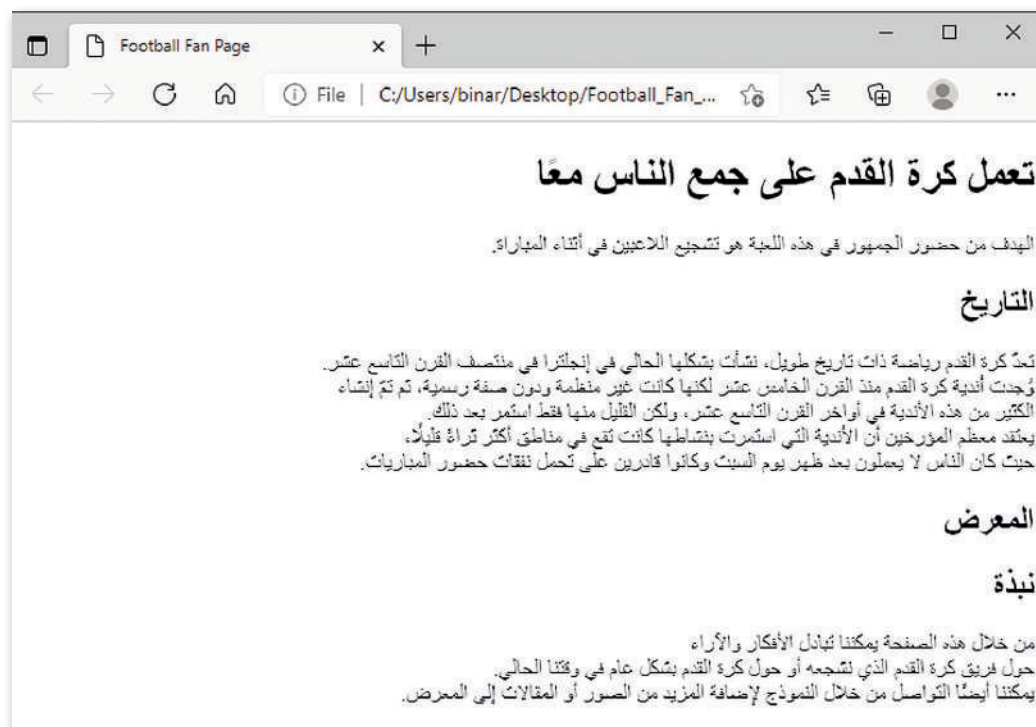 Football Fan Page
File | C:/Users/binar/Desktop/Football_Fan_...
تعمل كرة القدم على جمع الناس معًا
الهدف من حضور الجمهور في هذه اللعبة هو تشجيع اللاعبين في أثناء المباراة.
التاريخ
تعدّ كرة القدم رياضة ذات تاريخ طويل، نشأت بشكلها الحالي في إنجلترا في منتصف القرن التاسع عشر.
وُجدت أندية كرة القدم منذ القرن الخامس عشر لكنها كانت غير منظمة ودون صفة رسمية، ثم تمّ إنشاء
الكثير من هذه الأندية في أواخر القرن التاسع عشر، ولكن القليل منها فقط استمر بعد ذلك.
يعتقد معظم المؤرخين أن الأندية التي استمرت بنشاطها كانت تقع في مناطق أكثر ثراءً قليلًا،
حيث كان الناس لا يعملون بعد ظهر يوم السبت وكانوا قادرين على تحمل نفقات حضور المباريات.
المعرض
نبذة
من خلال هذه الصفحة يمكننا تبادل الأفكار والآراء
حول فريق كرة القدم الذي نشجعه أو حول كرة القدم بشكل عام في وقتنا الحالي.
يمكننا أيضًا التواصل من خلال النموذج لإضافة المزيد من الصور أو المقالات إلى المعرض.